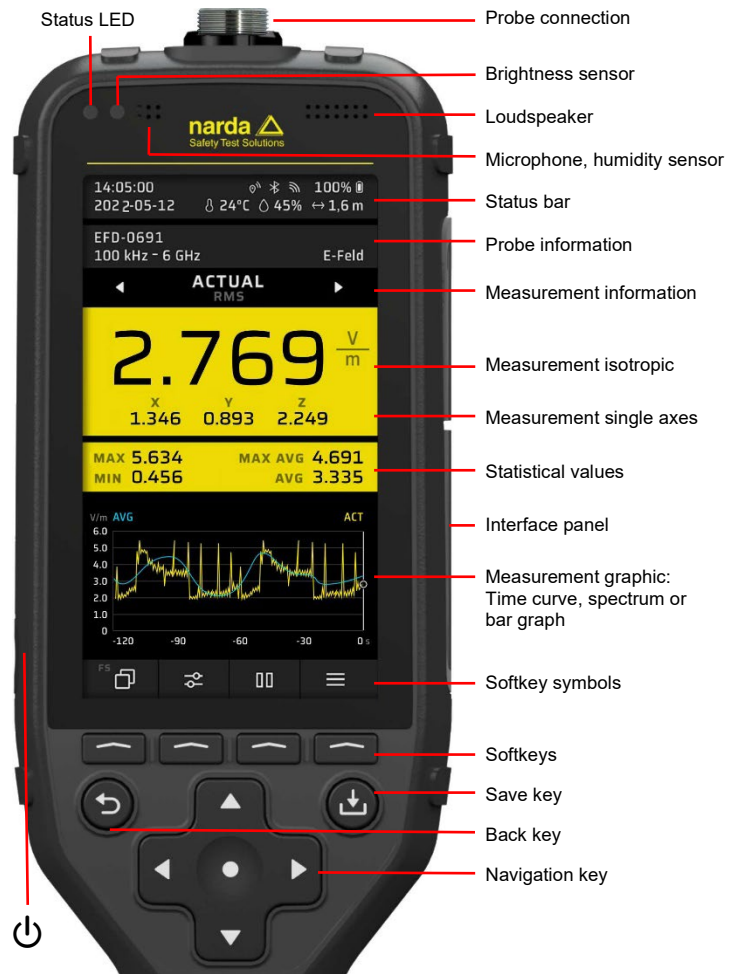 Status LED
Probe connection
Brightness sensor
Loudspeaker
Microphone, humidity sensor
narda
Safety Test Solutions
14:05:00 100%
2022-05-12 24°C 45% ↔ 1,6 m
Status bar
EFD-0691
100 kHz - 6 GHz E-Feld
Probe information
ACTUAL
RMS
Measurement information
2.769 V/m
Measurement isotropic
X Y Z
1.346 0.893 2.249
Measurement single axes
MAX 5.634 MAX AVG 4.691
MIN 0.456 AVG 3.335
Statistical values
Interface panel
V/m AVG ACT
6.0
5.0
4.0
3.0
2.0
1.0
0
-120 -90 -60 -30 0 s
Measurement graphic:
Time curve, spectrum or
bar graph
FS
Softkey symbols
Softkeys
Save key
Back key
Navigation key